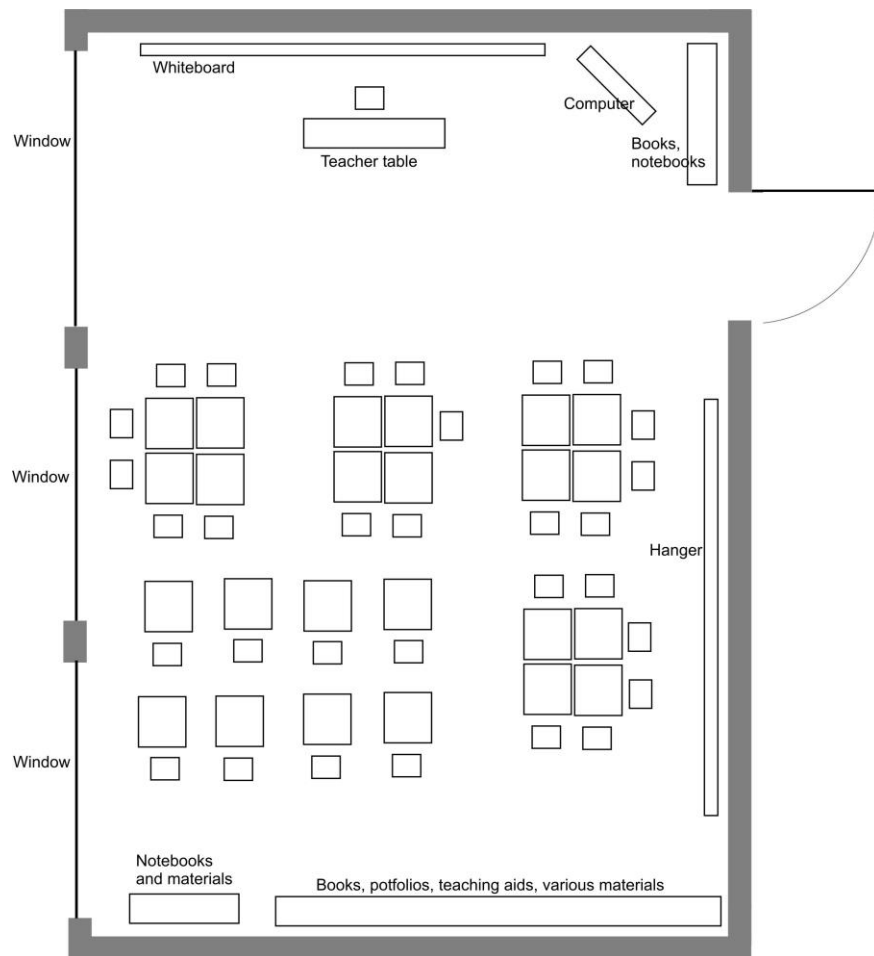 Whiteboard
Computer
Window
Books,
notebooks
Teacher table
Window
Hanger
Window
Notebooks
and materials
Books, potfolios, teaching aids, various materials